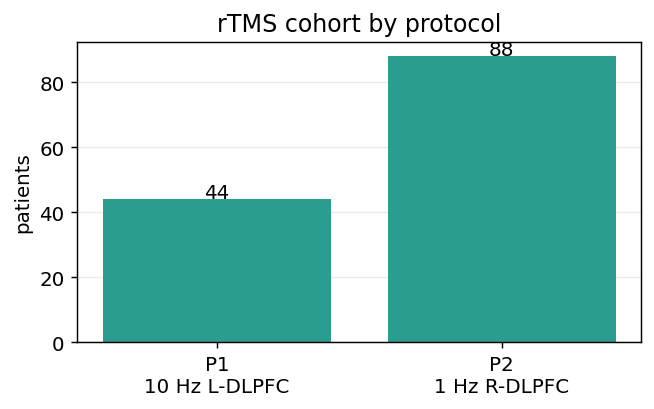 rTMS cohort by protocol
patients
80
60
40
20
0
44
88
P1
10 Hz L-DLPFC
P2
1 Hz R-DLPFC